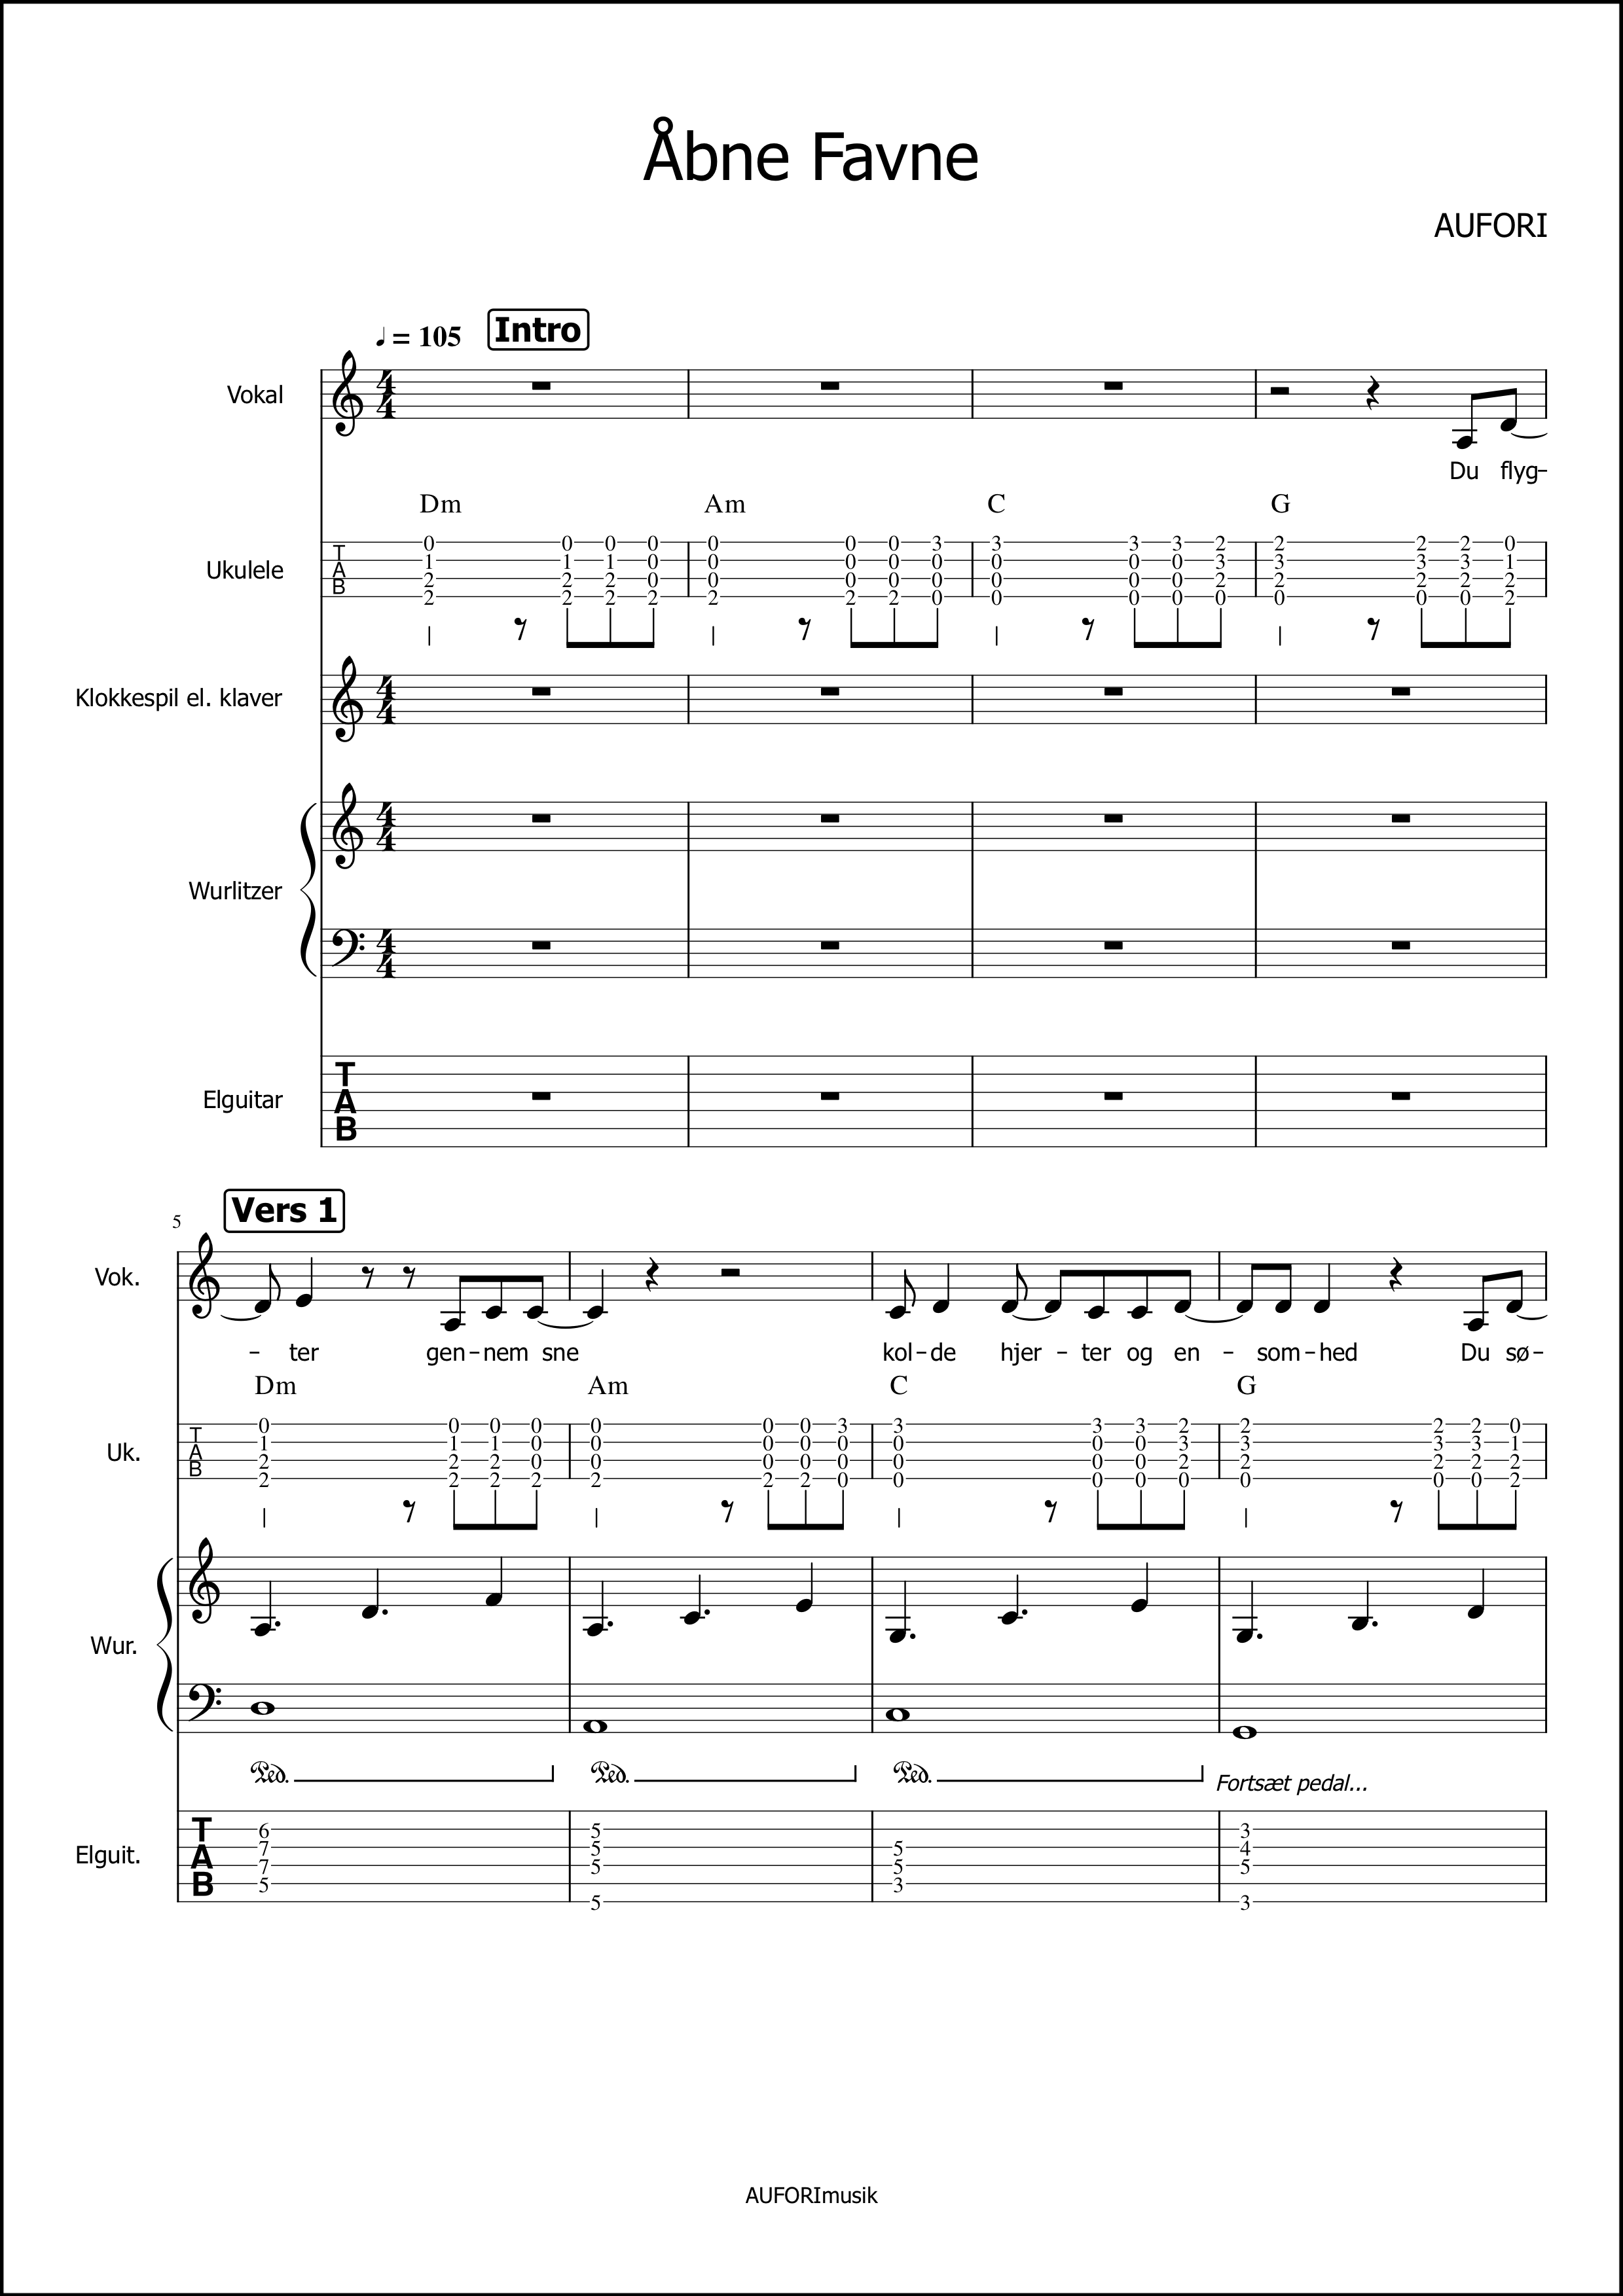 Åbne Favne
AUFORI
♩ = 105 Intro
Vokal
Du flyg-
Dm Am C G
Ukulele
T A B
0 0 0 0 0 0 0 3 3 3 3 2 2 2 2 0
1 1 1 0 0 0 0 0 0 0 0 3 3 3 3 1
2 2 2 0 0 0 0 0 0 0 0 2 2 2 2 2
2 2 2 2 2 2 2 0 0 0 0 0 0 0 0 2
Klokkespil el. klaver
Wurlitzer
Elguitar
T A B
5 Vers 1
Vok.
- ter gen-nem sne kol-de hjer - ter og en - som-hed Du sø-
Dm Am C G
Uk.
T A B
0 0 0 0 0 0 0 3 3 3 3 2 2 2 2 0
1 1 1 0 0 0 0 0 0 0 0 3 3 3 3 1
2 2 2 0 0 0 0 0 0 0 0 2 2 2 2 2
2 2 2 2 2 2 2 0 0 0 0 0 0 0 0 2
Wur.
Ped. Ped. Ped. Fortsæt pedal...
Elguit.
T A B
6 5 3
7 5 5 4
7 5 5 5
5 3
5 3
AUFORImusik